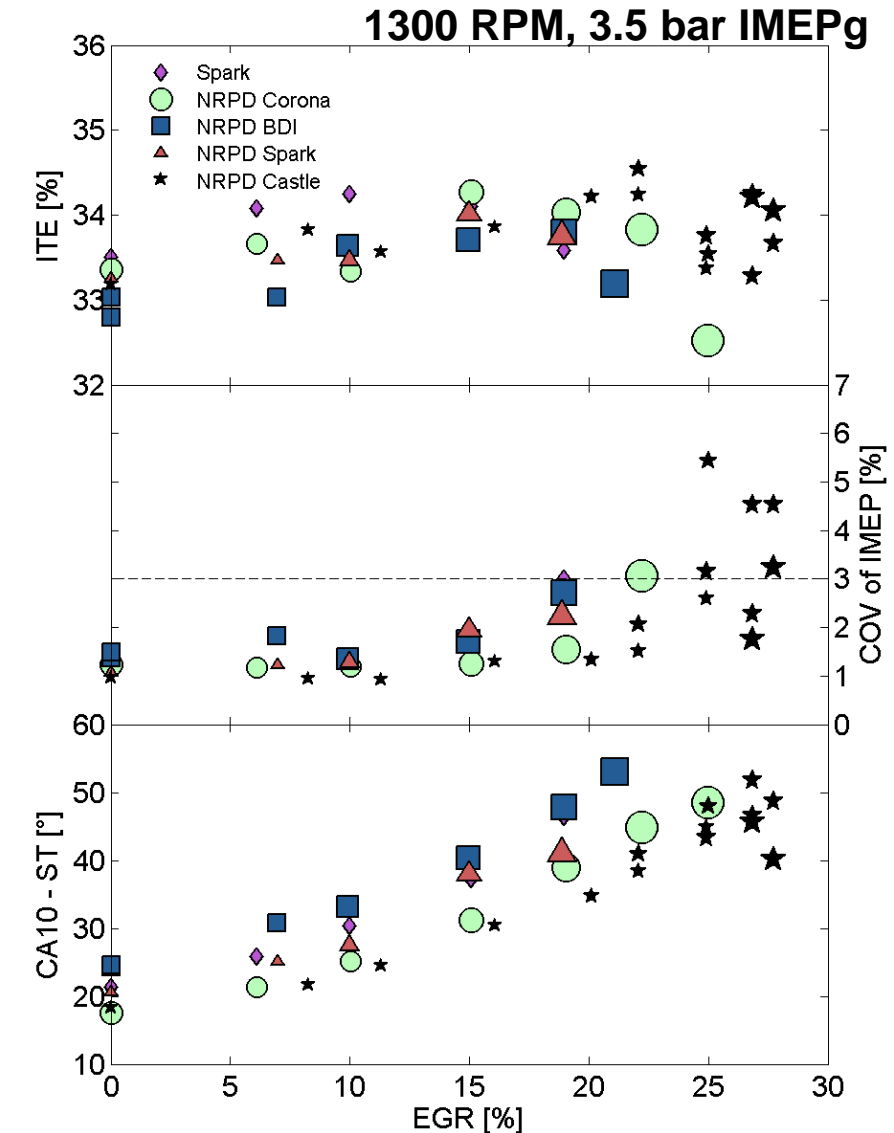 1300 RPM, 3.5 bar IMEPg
36
Spark
NRPD Corona
NRPD BDI
NRPD Spark
NRPD Castle
35
34
33
32
ITE [%]
7
6
5
4
3
2
1
0
COV of IMEP [%]
60
50
40
30
20
10
CA10 - ST [°]
0
5
10
15
20
25
30
EGR [%]